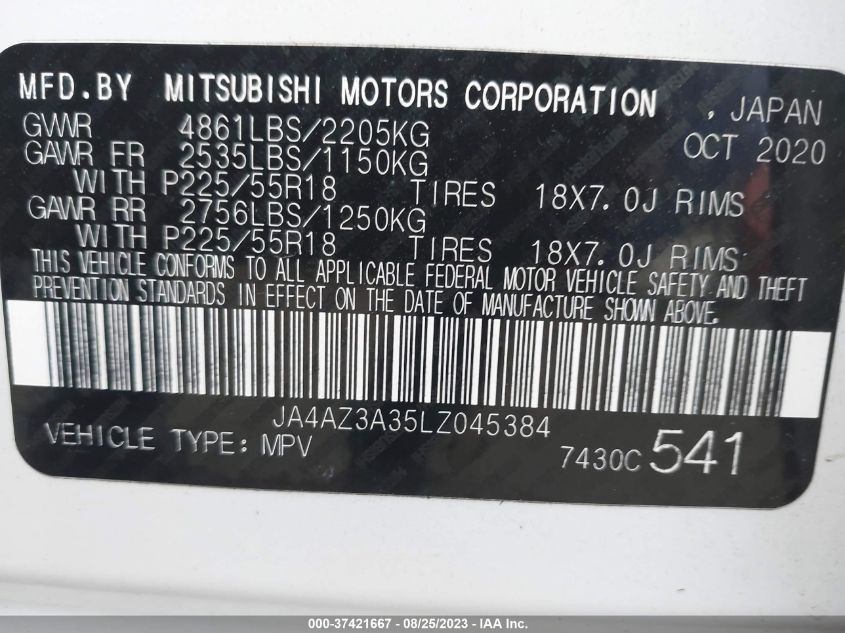 MFD.BY MITSUBISHI MOTORS CORPORATION , JAPAN
GVWR 4861LBS/2205KG OCT 2020
GAWR FR 2535LBS/1150KG
WITH P225/55R18 TIRES 18X7.0J RIMS
GAWR RR 2756LBS/1250KG
WITH P225/55R18 TIRES 18X7.0J RIMS
THIS VEHICLE CONFORMS TO ALL APPLICABLE FEDERAL MOTOR VEHICLE SAFETY AND THEFT
PREVENTION STANDARDS IN EFFECT ON THE DATE OF MANUFACTURE SHOWN ABOVE.
JA4AZ3A35LZ045384
VEHICLE TYPE: MPV 7430C 541
000-37421667 - 08/25/2023 - IAA Holdings, LLC.